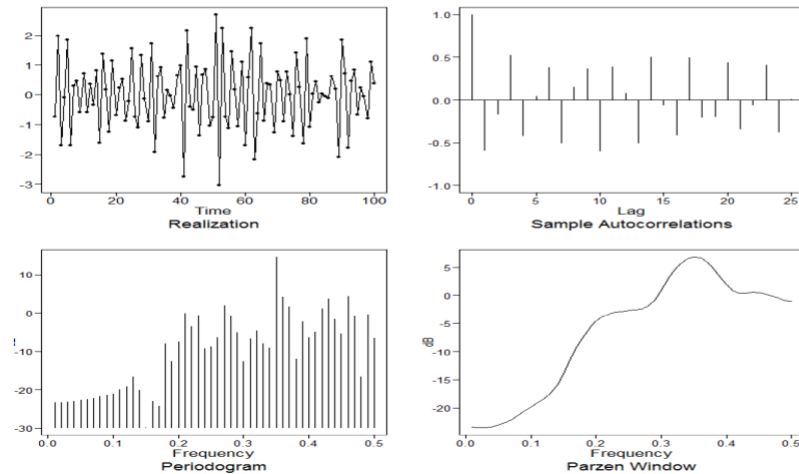 2
1
0
-1
-2
-3
0 20 40 60 80 100
Time
Realization
1.0
0.5
0.0
-0.5
-1.0
0 5 10 15 20 25
Lag
Sample Autocorrelations
10
0
-10
-20
-30
0.0 0.1 0.2 0.3 0.4 0.5
Frequency
Periodogram
dB
5
0
-5
-10
-15
-20
0.0 0.1 0.2 0.3 0.4 0.5
Frequency
Parzen Window